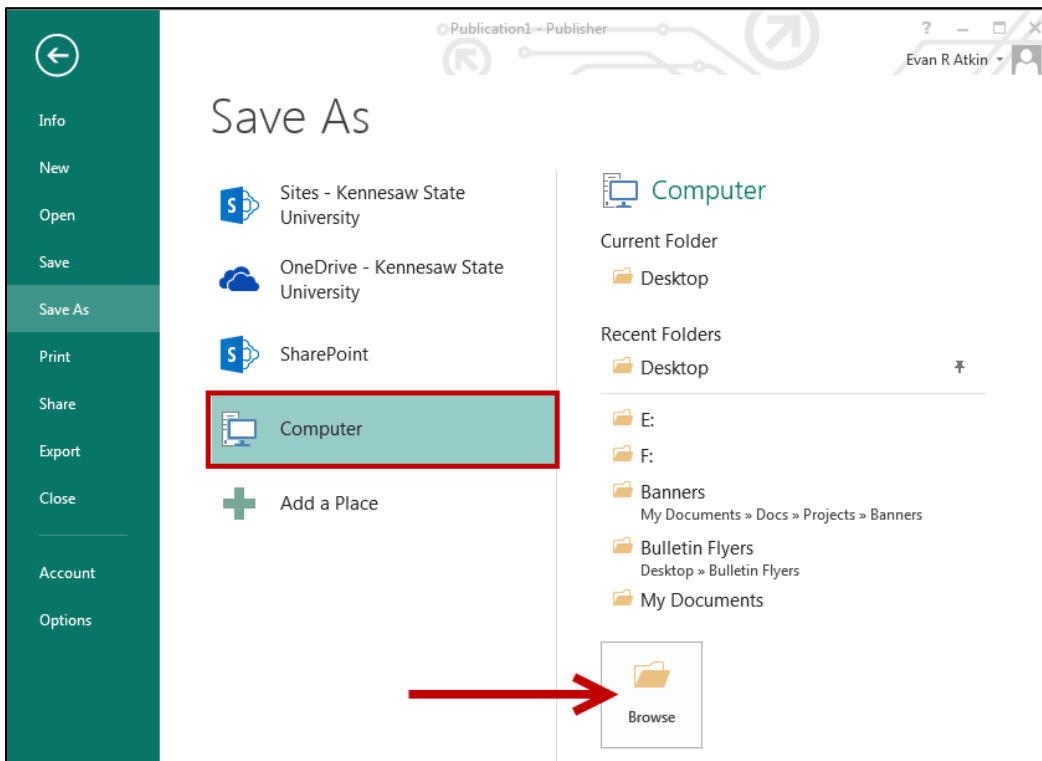 Publication1 - Publisher
?
Evan R Atkin
Info
New
Open
Save
Save As
Print
Share
Export
Close
Account
Options
Save As
S
Sites - Kennesaw State
University
OneDrive - Kennesaw State
University
S
SharePoint
Computer
Add a Place
Computer
Current Folder
Desktop
Recent Folders
Desktop
E:
F:
Banners
My Documents » Docs » Projects » Banners
Bulletin Flyers
Desktop » Bulletin Flyers
My Documents
Browse